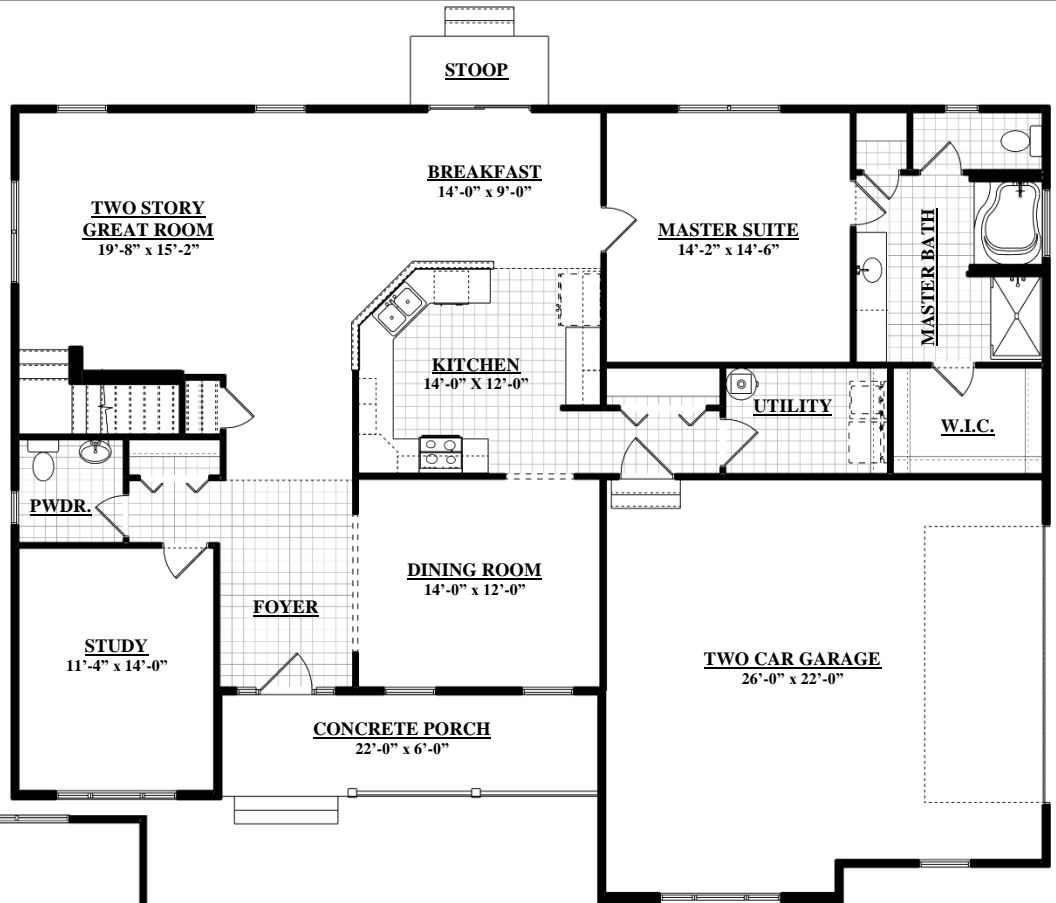 STOOP
BREAKFAST
14'-0” x 9'-0”
TWO STORY
GREAT ROOM
19'-8” x 15'-2”
MASTER SUITE
14'-2” x 14'-6”
MASTER BATH
KITCHEN
14'-0” X 12'-0”
UTILITY
W.I.C.
PWDR.
DINING ROOM
14'-0” x 12'-0”
FOYER
STUDY
11'-4” x 14'-0”
TWO CAR GARAGE
26'-0” x 22'-0”
CONCRETE PORCH
22'-0” x 6'-0”